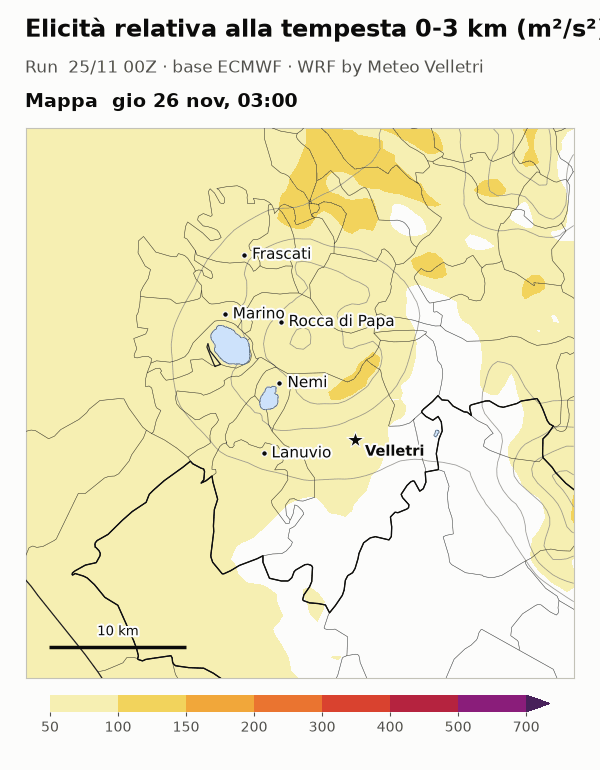 Elicità relativa alla tempesta 0-3 km (m²/s²)
Run 25/11 00Z · base ECMWF · WRF by Meteo Velletri
Mappa gio 26 nov, 03:00
Frascati
Marino
Rocca di Papa
Nemi
Velletri
Lanuvio
10 km
50 100 150 200 300 400 500 700